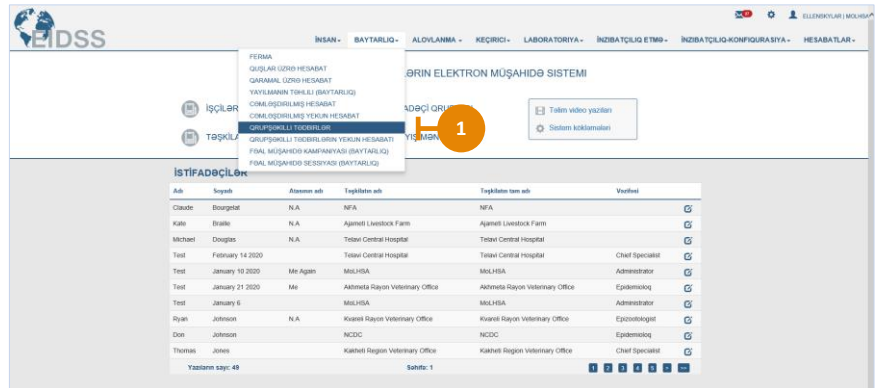 EIDSS
ELLENSKYLAR | MOLHSA
İNSAN BAYTARLIQ ALOVLANMA KEÇIRICI LABORATORIYA İNZIBATÇILIQ ETMƏ İNZIBATÇILIQ-KONFIQURASIYA HESABATLAR
FERMA
QUŞLAR ÜZRƏ HESABAT
QARAMAL ÜZRƏ HESABAT
YAYILMANIN TƏHLILI (BAYTARLIQ)
CƏMLƏŞDIRILMIŞ HESABAT
CƏMLƏŞDIRILMIŞ YEKUN HESABAT
QRUPŞƏKILLI TƏDBIRLƏR
QRUPŞƏKILLI TƏDBIRLƏRIN YEKUN HESABATI
FƏAL MÜŞAHIDƏ KAMPANIYASI (BAYTARLIQ)
FƏAL MÜŞAHIDƏ SESSIYASI (BAYTARLIQ)
ƏRIN ELEKTRON MÜŞAHIDƏ SISTEMI
İŞÇILƏR
TƏŞKILA
1
Təlim video yazıları
Sistem köklamaləri
İSTİFADƏÇİLƏR
Adı Soyadı Atasının adı Təşkilatın adı Təşkilatın tam adı Vəzifəsi
Claude Bourgelat N.A NFA NFA
Kate Braille N.A Ajameti Livestock Farm Ajameti Livestock Farm
Michael Douglas N.A Telavi Central Hospital Telavi Central Hospital
Test February 14 2020 Telavi Central Hospital Telavi Central Hospital Chief Specialist
Test January 10 2020 Me Again MoLHSA MoLHSA Administrator
Test January 21 2020 Me Akhmeta Rayon Veterinary Office Akhmeta Rayon Veterinary Office Epidemioloq
Test January 6 MoLHSA MoLHSA Administrator
Ryan Johnson N.A Kvareli Rayon Veterinary Office Kvareli Rayon Veterinary Office Epizootologist
Don Johnson NCDC NCDC Epidemioloq
Thomas Jones Kakheti Region Veterinary Office Kakheti Region Veterinary Office Chief Specialist
Yazıların sayı: 49 Səhifə: 1 1 2 3 4 5 > >>